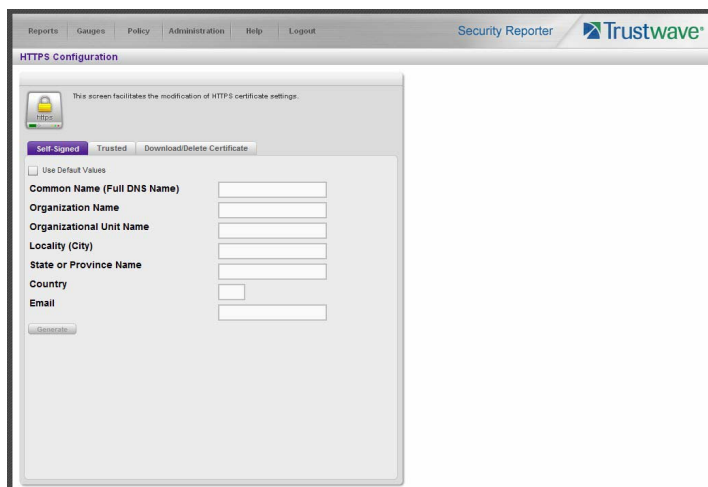 Reports Gauges Policy Administration Help Logout
Security Reporter
Trustwave®
HTTPS Configuration
This screen facilitates the modification of HTTPS certificate settings.
https
Self-Signed Trusted Download/Delete Certificate
Use Default Values
Common Name (Full DNS Name)
Organization Name
Organizational Unit Name
Locality (City)
State or Province Name
Country
Email
Generate